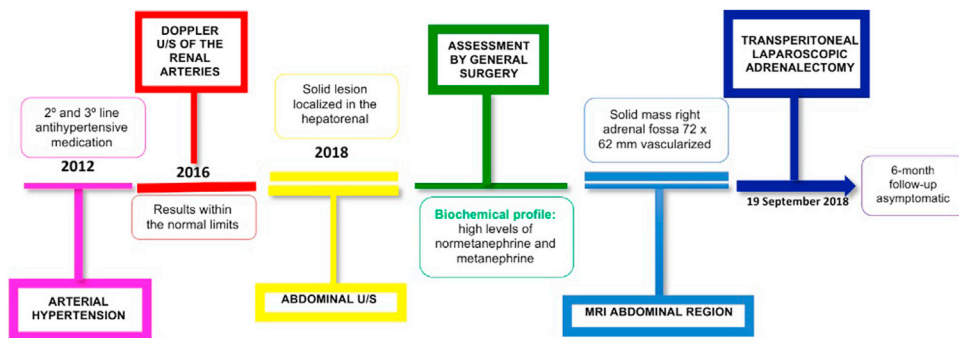 DOPPLER
U/S OF THE
RENAL
ARTERIES
ASSESSMENT
BY GENERAL
SURGERY
TRANSPERITONEAL
LAPAROSCOPIC
ADRENALECTOMY
2º and 3º line
antihypertensive
medication
2012
2016
Solid lesion
localized in the
hepatorenal
2018
Solid mass right
adrenal fossa 72 x
62 mm vascularized
19 September 2018
6-month
follow-up
asymptomatic
Results within
the normal limits
Biochemical profile:
high levels of
normetanephrine and
metanephrine
ARTERIAL
HYPERTENSION
ABDOMINAL U/S
MRI ABDOMINAL REGION